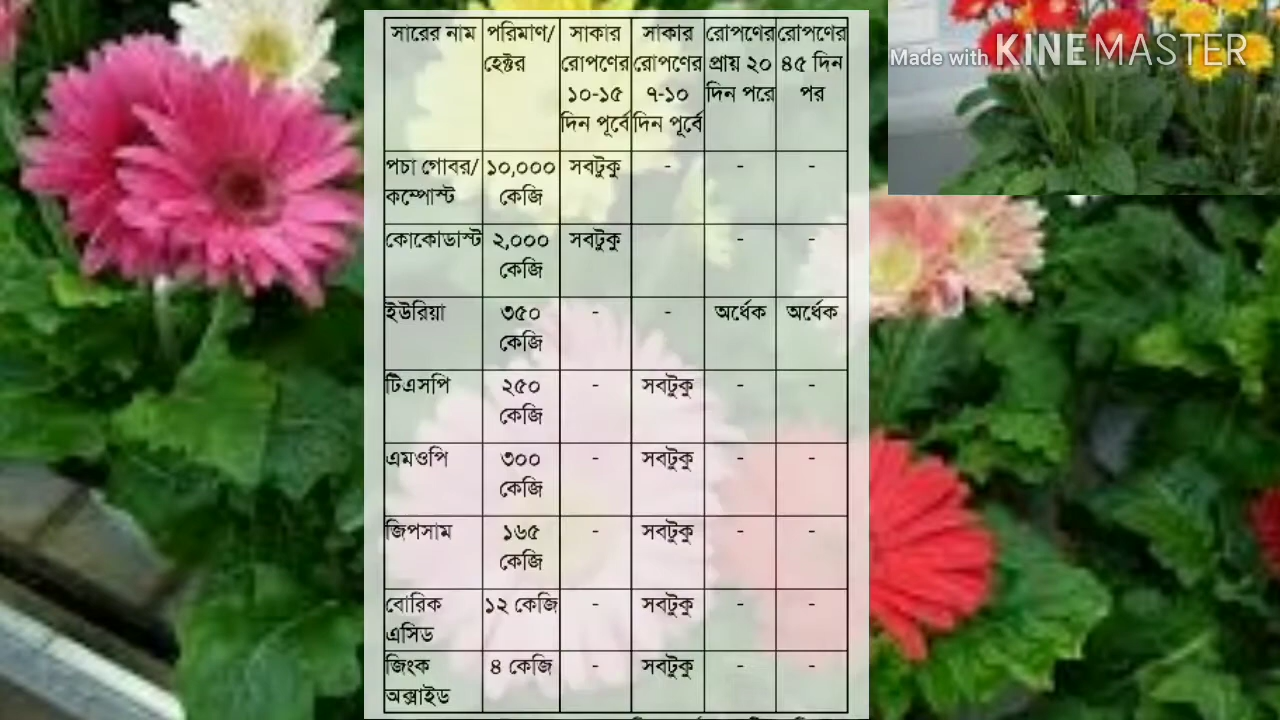 সারের নাম পরিমাণ/ হেক্টর সাকার রোপণের ১০-১৫ দিন পূর্বে সাকার রোপণের ৭-১০ দিন পূর্বে রোপণের প্রায় ২০ দিন পরে রোপণের ৪৫ দিন পর
পচা গোবর/ কম্পোস্ট ১০,০০০ কেজি সবটুকু - - -
কোকোডাস্ট ২,০০০ কেজি সবটুকু - -
ইউরিয়া ৩৫০ কেজি - - অর্ধেক অর্ধেক
টিএসপি ২৫০ কেজি - সবটুকু - -
এমওপি ৩০০ কেজি - সবটুকু - -
জিপসাম ১৬৫ কেজি - সবটুকু - -
বোরিক এসিড ১২ কেজি - সবটুকু - -
জিংক অক্সাইড ৪ কেজি - সবটুকু - -
Made with KINEMASTER